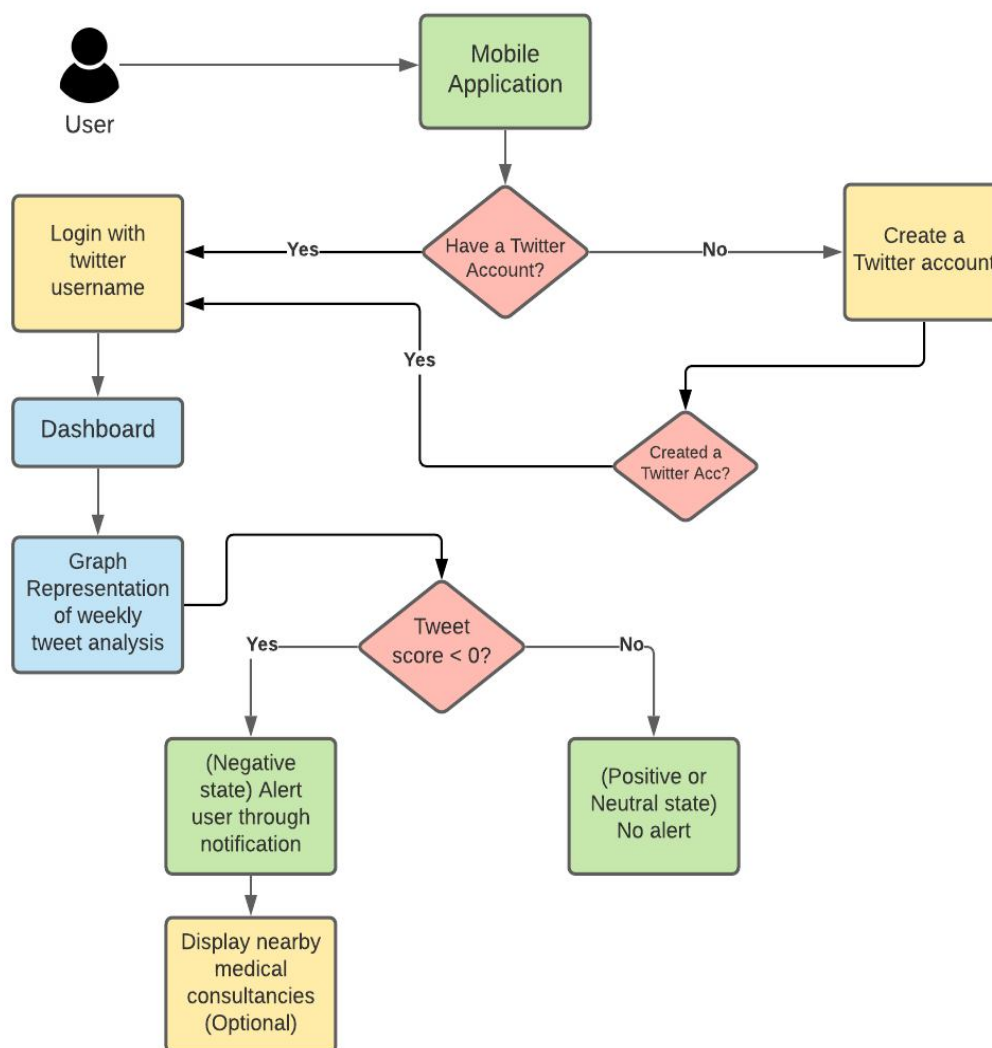 Mobile
Application
User
Have a Twitter
Account?
Yes
No
Login with
twitter
username
Create a
Twitter account
Yes
Created a
Twitter Acc?
Dashboard
Graph
Representation
of weekly
tweet analysis
Tweet
score < 0?
Yes
No
(Negative
state) Alert
user through
notification
(Positive or
Neutral state)
No alert
Display nearby
medical
consultancies
(Optional)